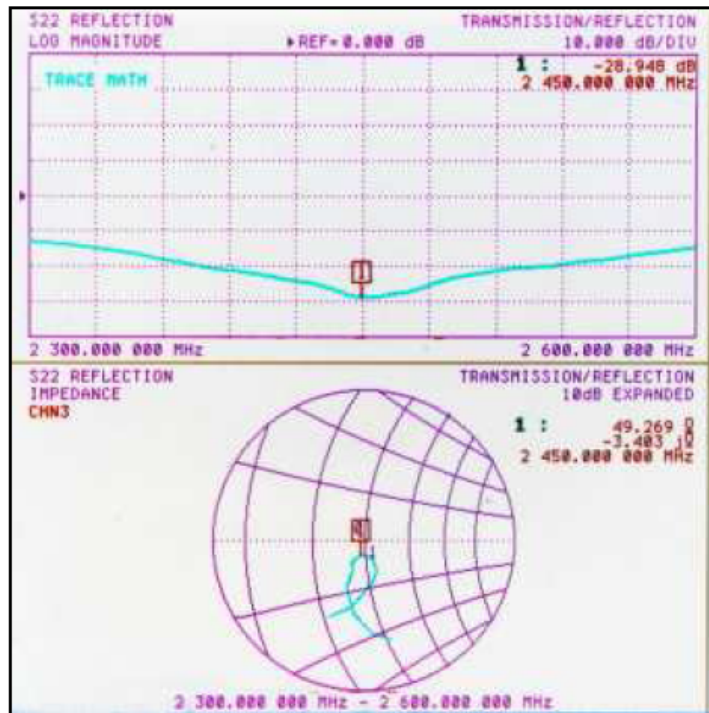 S22 REFLECTION TRANSMISSION/REFLECTION
LOG MAGNITUDE ▶REF=0.000 dB 10.000 dB/DIV
1 : -28.948 dB
2 450.000 000 MHz
TRACE MATH
1
2 300.000 000 MHz 2 600.000 000 MHz
S22 REFLECTION TRANSMISSION/REFLECTION
IMPEDANCE 10dB EXPANDED
CHN3
1 : 49.269 Ω
-3.403 jΩ
2 450.000 000 MHz
2 300.000 000 MHz - 2 600.000 000 MHz